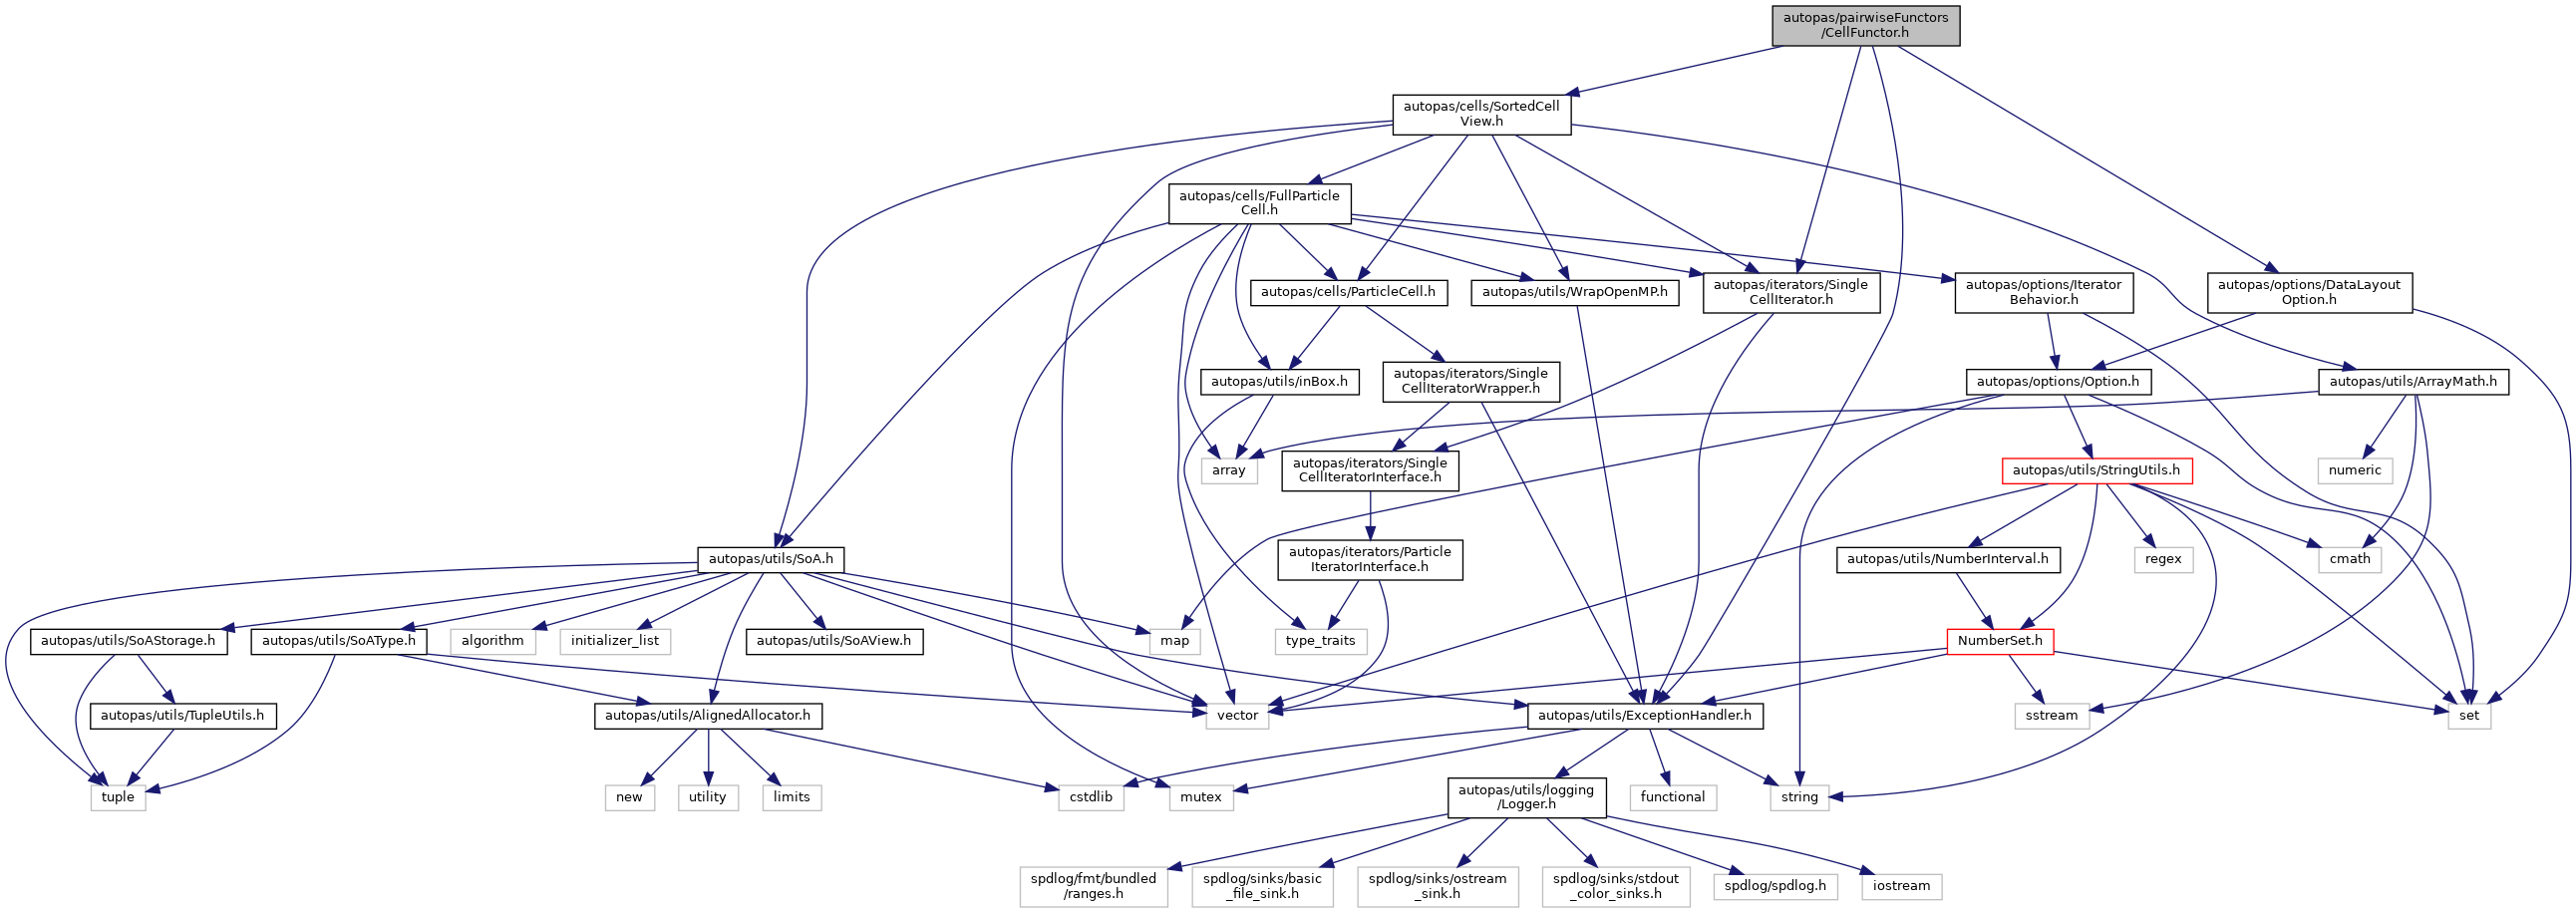 autopas/pairwiseFunctors
/CellFunctor.h
autopas/cells/SortedCell
View.h
autopas/cells/FullParticle
Cell.h
autopas/cells/ParticleCell.h
autopas/utils/WrapOpenMP.h
autopas/iterators/Single
CellIterator.h
autopas/options/Iterator
Behavior.h
autopas/options/DataLayout
Option.h
autopas/utils/inBox.h
autopas/iterators/Single
CellIteratorWrapper.h
autopas/options/Option.h
autopas/utils/ArrayMath.h
array
autopas/iterators/Single
CellIteratorInterface.h
autopas/utils/StringUtils.h
numeric
autopas/utils/SoA.h
autopas/iterators/Particle
IteratorInterface.h
autopas/utils/NumberInterval.h
regex
cmath
autopas/utils/SoAStorage.h
autopas/utils/SoAType.h
algorithm
initializer_list
autopas/utils/SoAView.h
map
type_traits
NumberSet.h
autopas/utils/TupleUtils.h
autopas/utils/AlignedAllocator.h
vector
autopas/utils/ExceptionHandler.h
sstream
set
tuple
new
utility
limits
cstdlib
mutex
autopas/utils/logging
/Logger.h
functional
string
spdlog/fmt/bundled
/ranges.h
spdlog/sinks/basic
_file_sink.h
spdlog/sinks/ostream
_sink.h
spdlog/sinks/stdout
_color_sinks.h
spdlog/spdlog.h
iostream